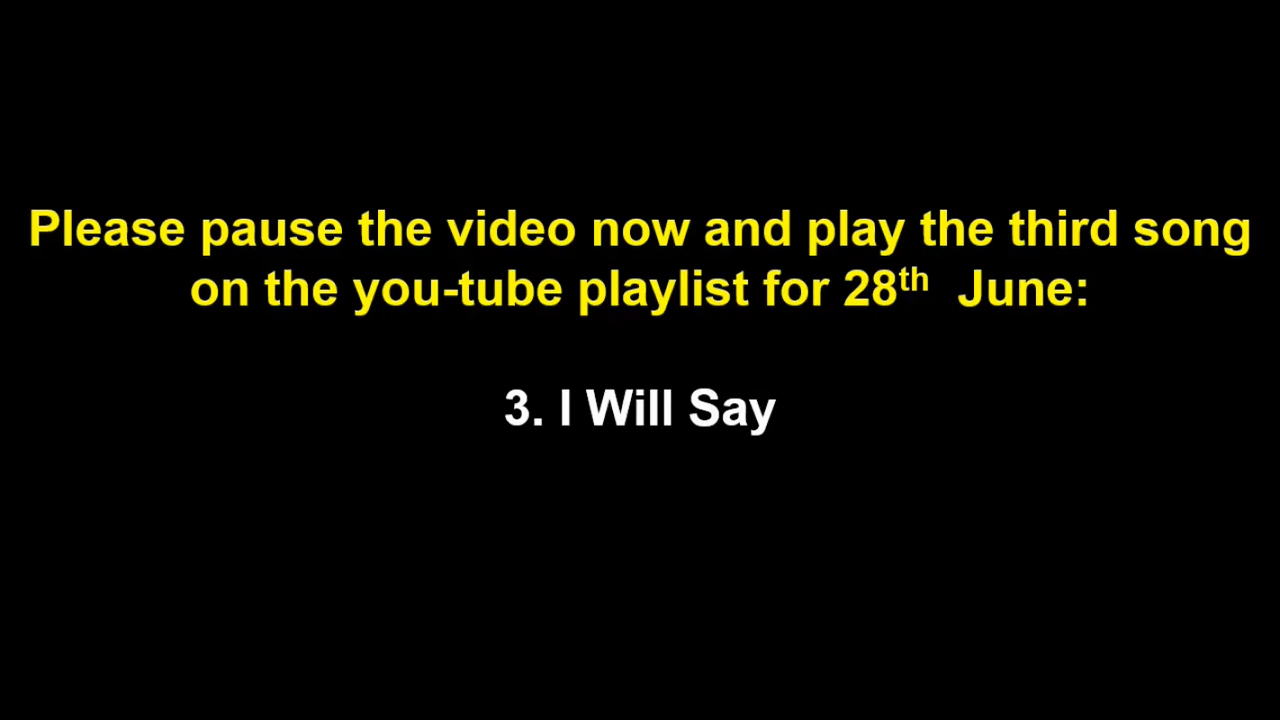 Please pause the video now and play the third song
on the you-tube playlist for 28th June:
3. I Will Say